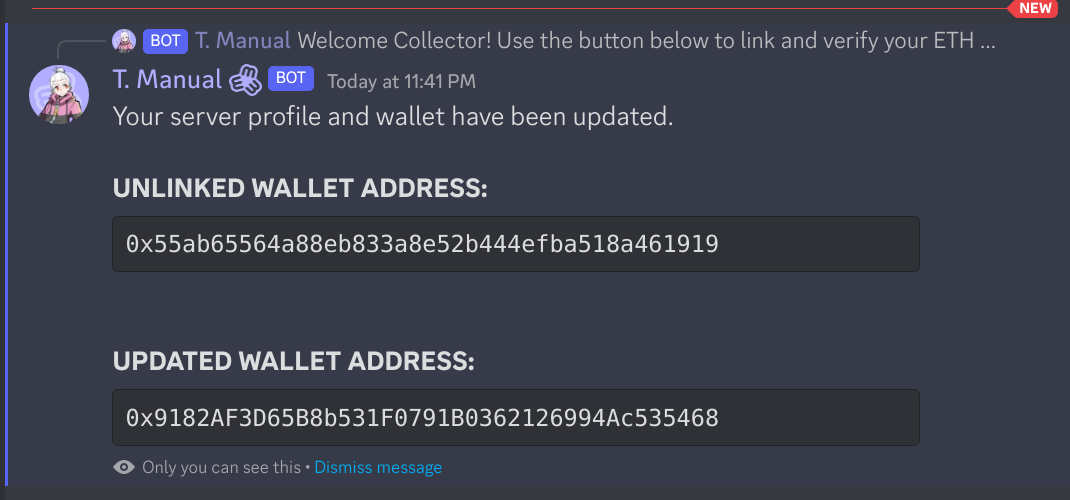 NEW
BOT T. Manual Welcome Collector! Use the button below to link and verify your ETH ...
T. Manual BOT Today at 11:41 PM
Your server profile and wallet have been updated.
UNLINKED WALLET ADDRESS:
0x55ab65564a88eb833a8e52b444efba518a461919
UPDATED WALLET ADDRESS:
0x9182AF3D65B8b531F0791B0362126994Ac535468
Only you can see this • Dismiss message